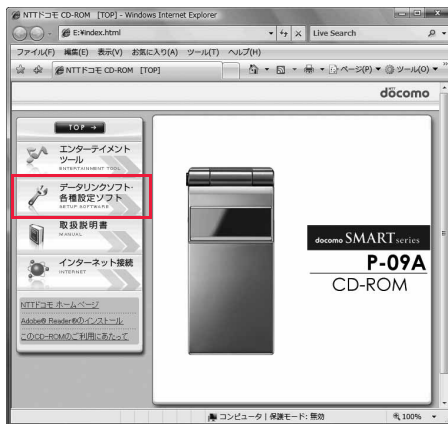 NTTドコモ CD-ROM [TOP] - Windows Internet Explorer
E:¥index.html
Live Search
ファイル(F) 編集(E) 表示(V) お気に入り(A) ツール(T) ヘルプ(H)
NTTドコモ CD-ROM [TOP]
ページ(P) ツール(O)
döcomo
TOP →
エンターテイメント
ツール
ENTERTAINMENT TOOL
データリンクソフト・
各種設定ソフト
SETUP SOFTWARE
取扱説明書
MANUAL
インターネット接続
INTERNET
NTTドコモ ホームページ
Adobe® Reader®のインストール
このCD-ROMのご利用にあたって
docomo SMART series
P-09A
CD-ROM
コンピュータ | 保護モード: 無効
100%